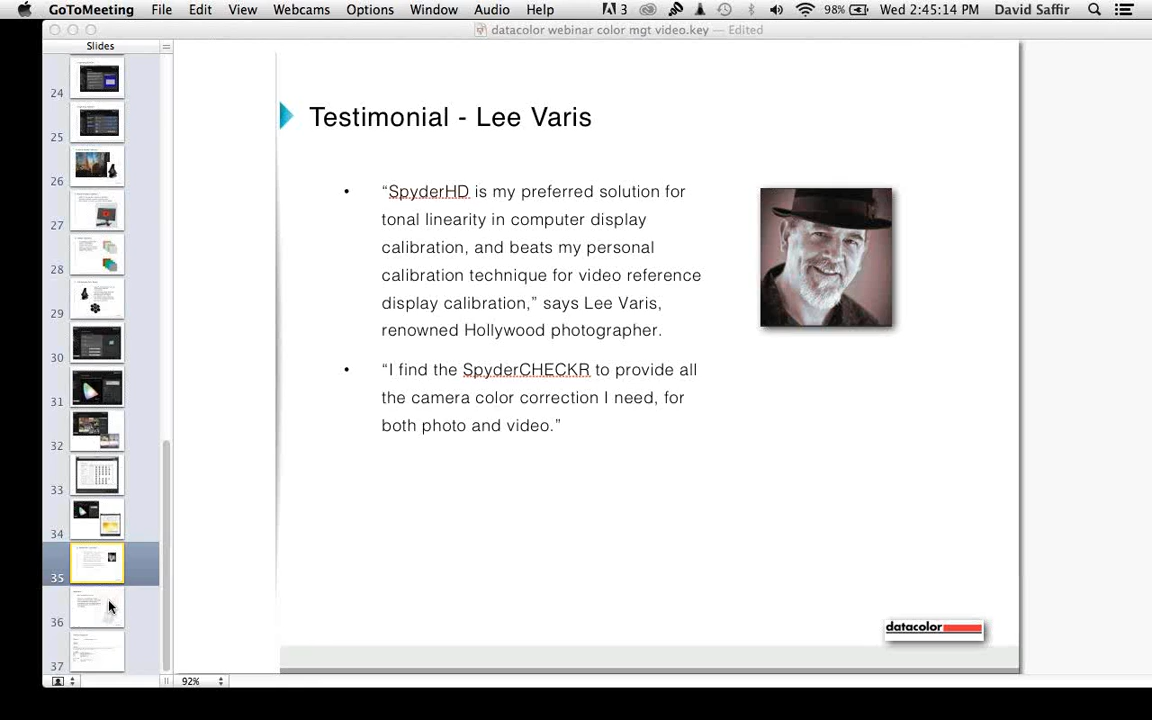 GoToMeeting File Edit View Webcams Options Window Audio Help 3 98% Wed 2:45:14 PM David Saffir
datacolor webinar color mgt video.key — Edited
Slides
24
25
26
27
28
29
30
31
32
33
34
35
36
37
Testimonial - Lee Varis
• “SpyderHD is my preferred solution for
tonal linearity in computer display
calibration, and beats my personal
calibration technique for video reference
display calibration,” says Lee Varis,
renowned Hollywood photographer.
• “I find the SpyderCHECKR to provide all
the camera color correction I need, for
both photo and video.”
datacolor
92%